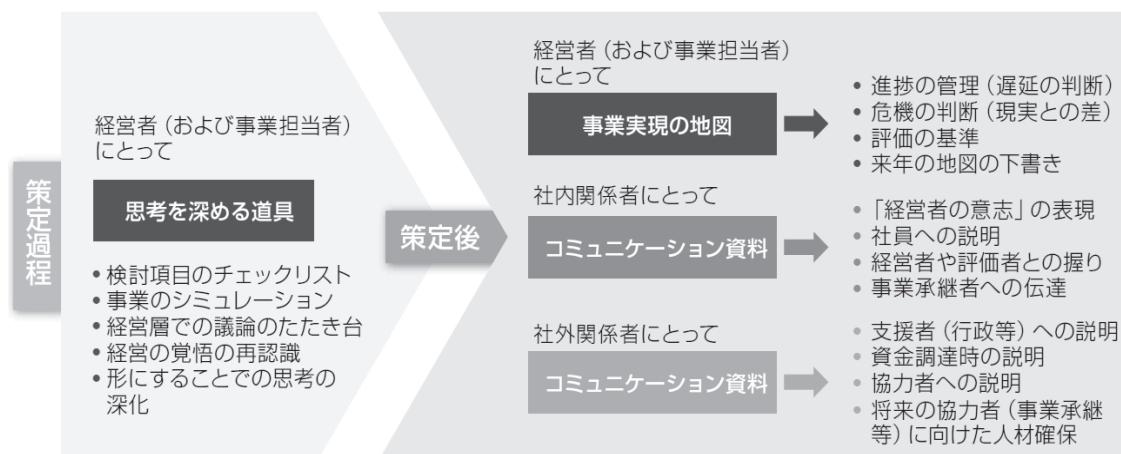 策定過程
経営者（および事業担当者）
にとって
思考を深める道具
• 検討項目のチェックリスト
• 事業のシミュレーション
• 経営層での議論のたたき台
• 経営の覚悟の再認識
• 形にすることでの思考の
深化
策定後
経営者（および事業担当者）
にとって
事業実現の地図
• 進捗の管理（遅延の判断）
• 危機の判断（現実との差）
• 評価の基準
• 来年の地図の下書き
社内関係者にとって
コミュニケーション資料
• 「経営者の意志」の表現
• 社員への説明
• 経営者や評価者との握り
• 事業承継者への伝達
社外関係者にとって
コミュニケーション資料
• 支援者（行政等）への説明
• 資金調達時の説明
• 協力者への説明
• 将来の協力者（事業承継
等）に向けた人材確保